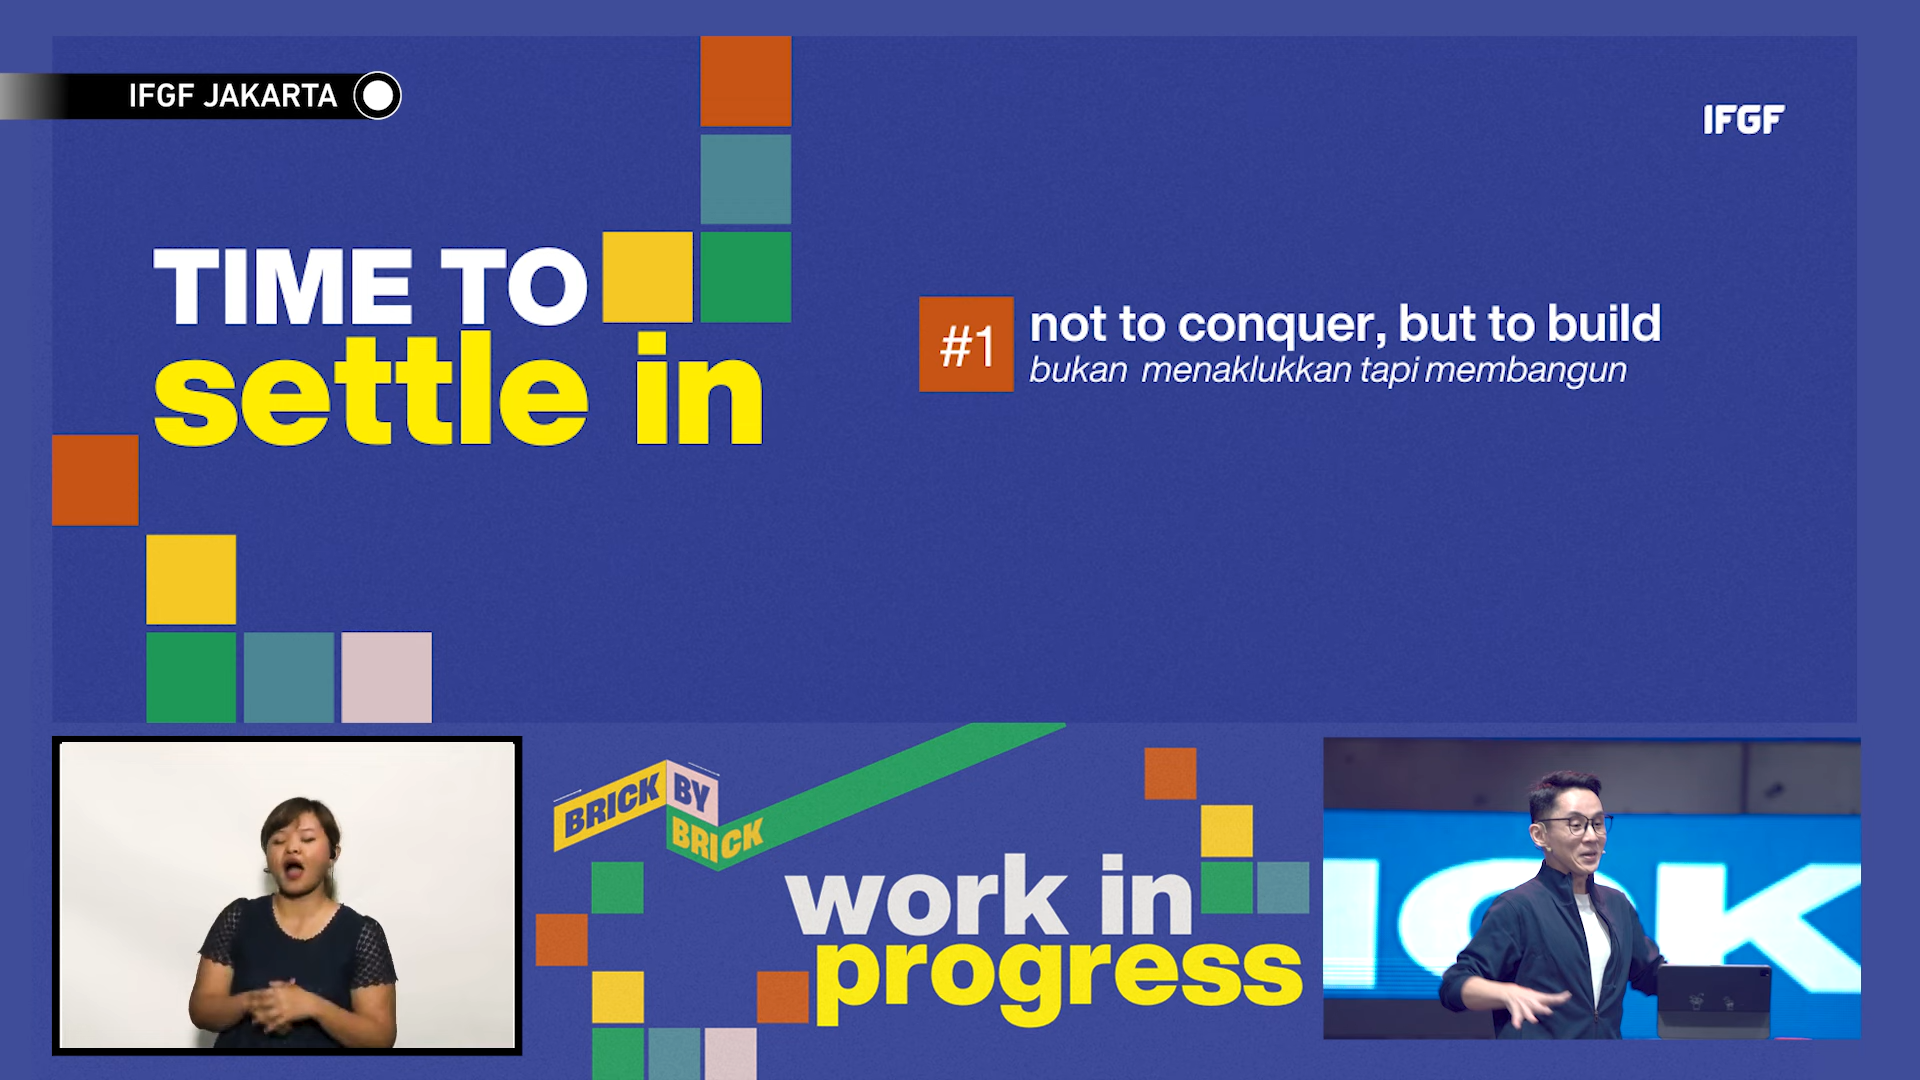 IFGF JAKARTA
IFGF
TIME TO
settle in
#1
not to conquer, but to build
bukan menaklukkan tapi membangun
BRICK BY
BRICK
work in
progress